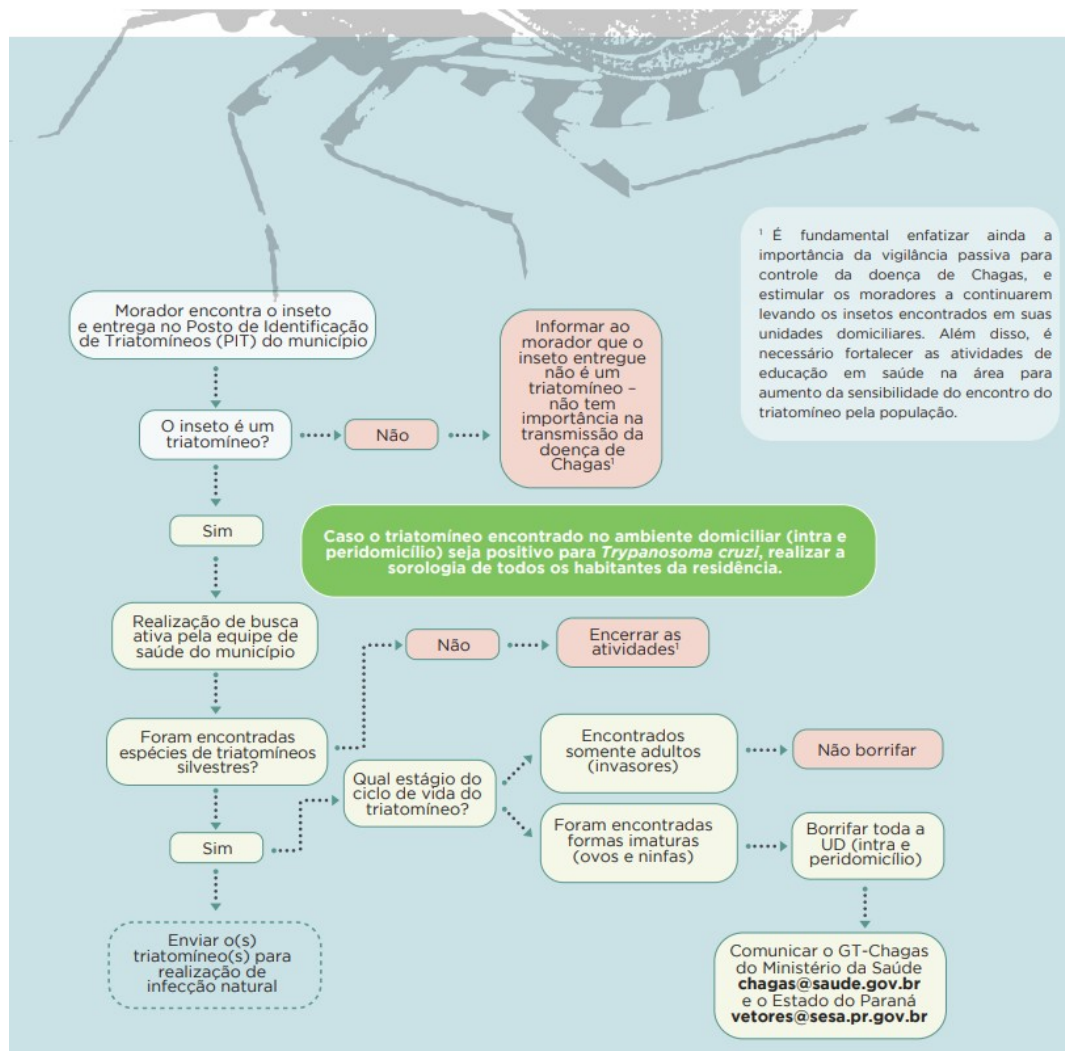 ¹ É fundamental enfatizar ainda a
importância da vigilância passiva para
controle da doença de Chagas, e
estimular os moradores a continuarem
levando os insetos encontrados em suas
unidades domiciliares. Além disso, é
necessário fortalecer as atividades de
educação em saúde na área para
aumento da sensibilidade do encontro do
triatomíneo pela população.
Morador encontra o inseto
e entrega no Posto de Identificação
de Triatomíneos (PIT) do município
O inseto é um
triatomíneo?
Não
Informar ao
morador que o
inseto entregue
não é um
triatomíneo –
não tem
importância na
transmissão da
doença de
Chagas¹
Sim
Caso o triatomíneo encontrado no ambiente domiciliar (intra e
peridomicílio) seja positivo para Trypanosoma cruzi, realizar a
sorologia de todos os habitantes da residência.
Realização de busca
ativa pela equipe de
saúde do município
Foram encontradas
espécies de triatomíneos
silvestres?
Não
Encerrar as
atividades¹
Sim
Qual estágio do
ciclo de vida do
triatomíneo?
Encontrados
somente adultos
(invasores)
Não borrifar
Foram encontradas
formas imaturas
(ovos e ninfas)
Borrifar toda a
UD (intra e
peridomicílio)
Enviar o(s)
triatomíneo(s) para
realização de
infecção natural
Comunicar o GT-Chagas
do Ministério da Saúde
chagas@saude.gov.br
e o Estado do Paraná
vetores@sesa.pr.gov.br